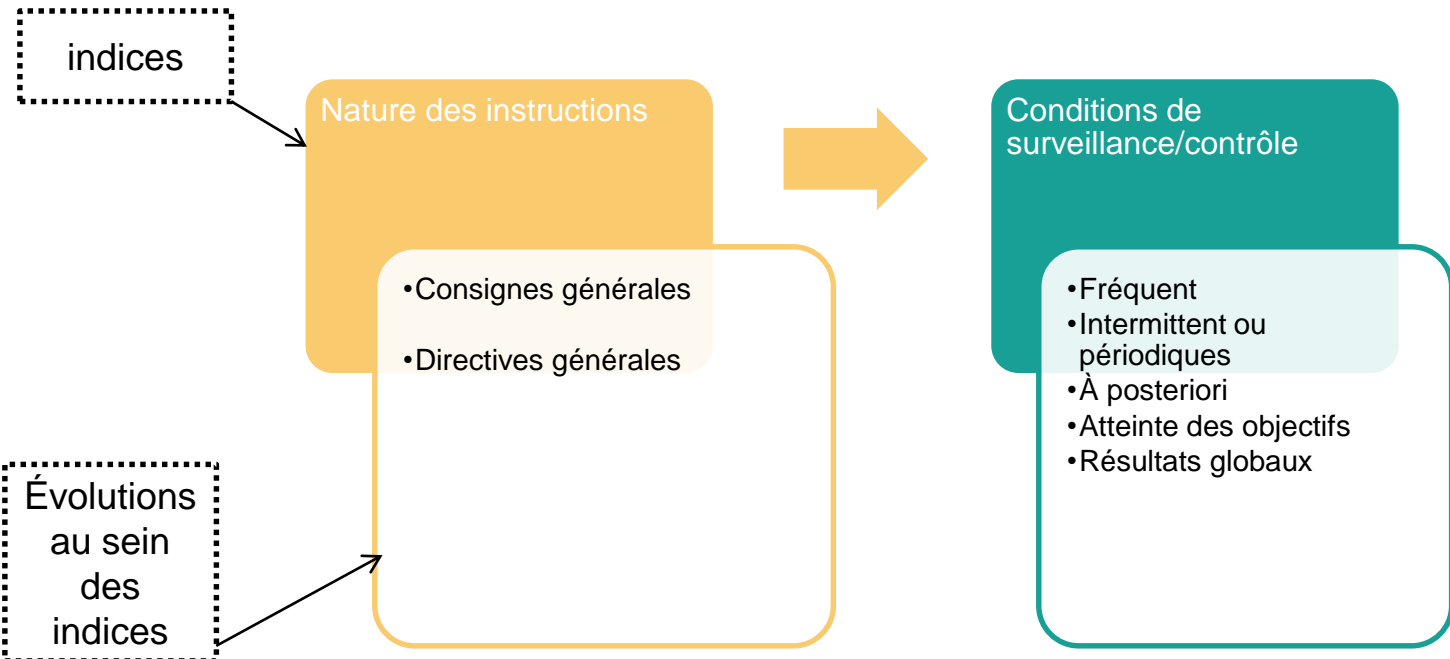 indices
Nature des instructions
•Consignes générales
•Directives générales
Conditions de
surveillance/contrôle
•Fréquent
•Intermittent ou
périodiques
•À posteriori
•Atteinte des objectifs
•Résultats globaux
Évolutions
au sein
des
indices